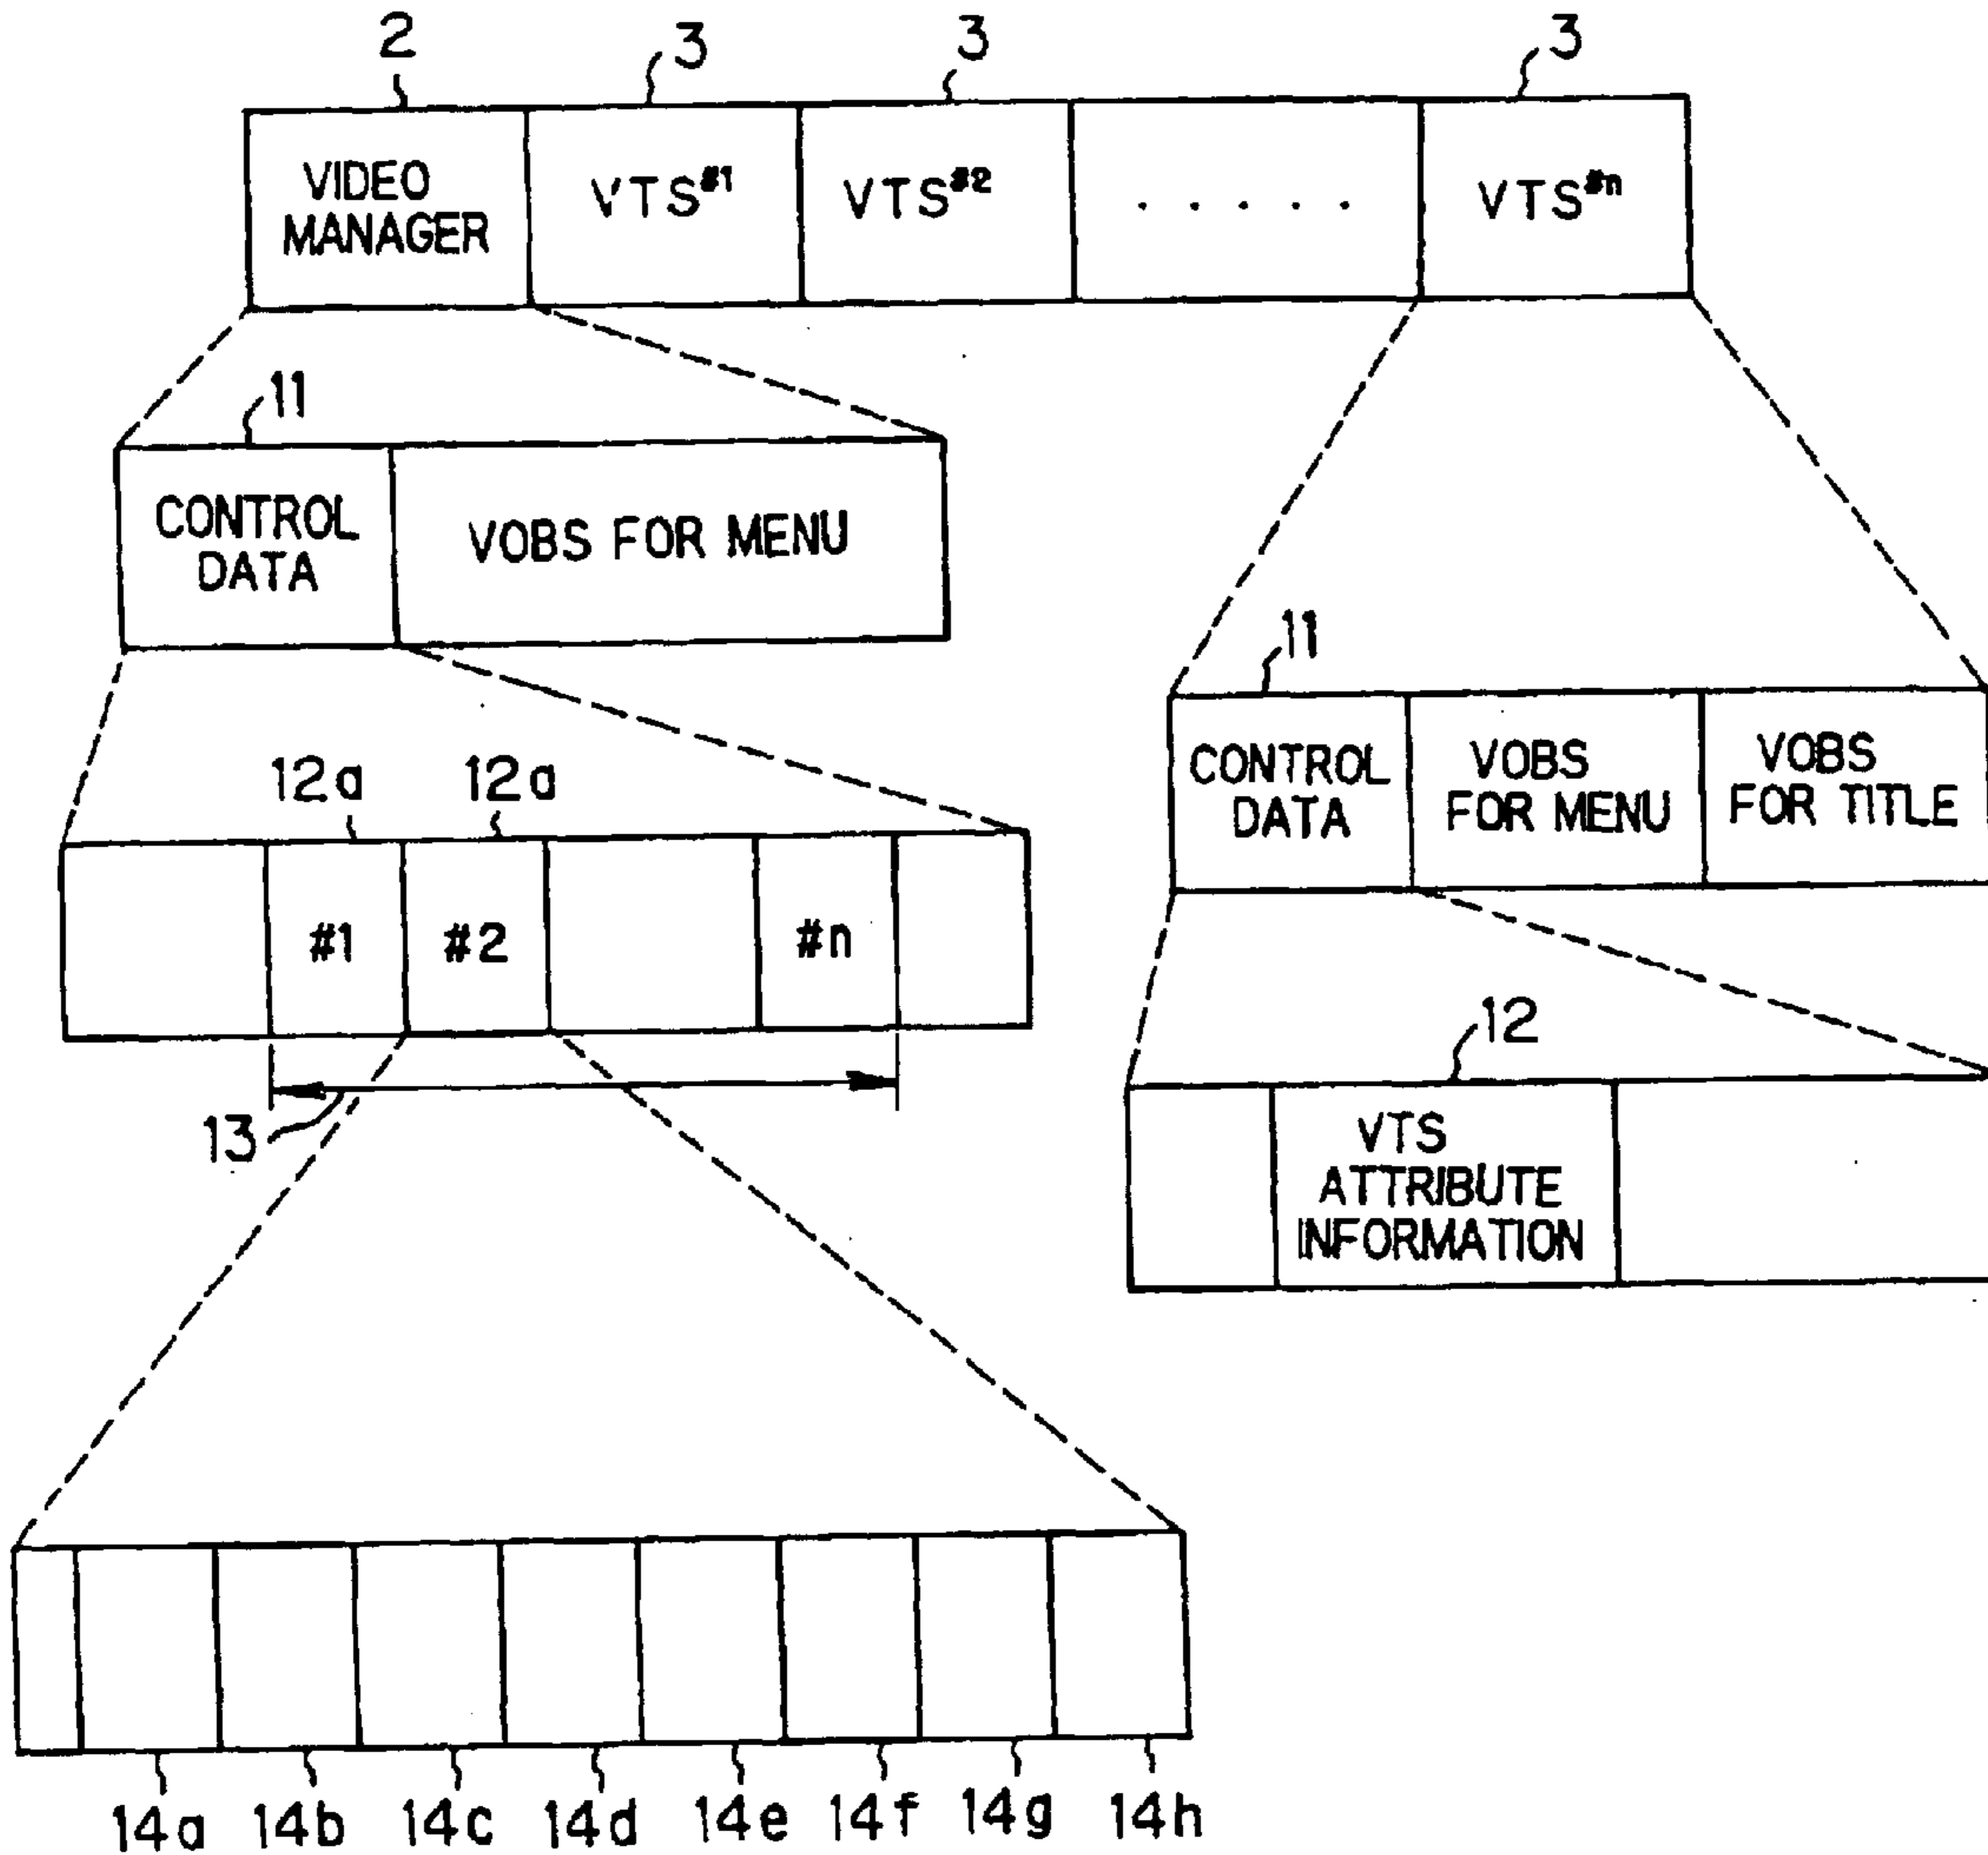 2 3 3 3
VIDEO
MANAGER
VTS#1
VTS#2
. . . . .
VTS#n
11
CONTROL
DATA
VOBS FOR MENU
11
CONTROL
DATA
VOBS
FOR MENU
VOBS
FOR TITLE
12a 12a
#1 #2 #n
13
12
VTS
ATTRIBUTE
INFORMATION
14a 14b 14c 14d 14e 14f 14g 14h